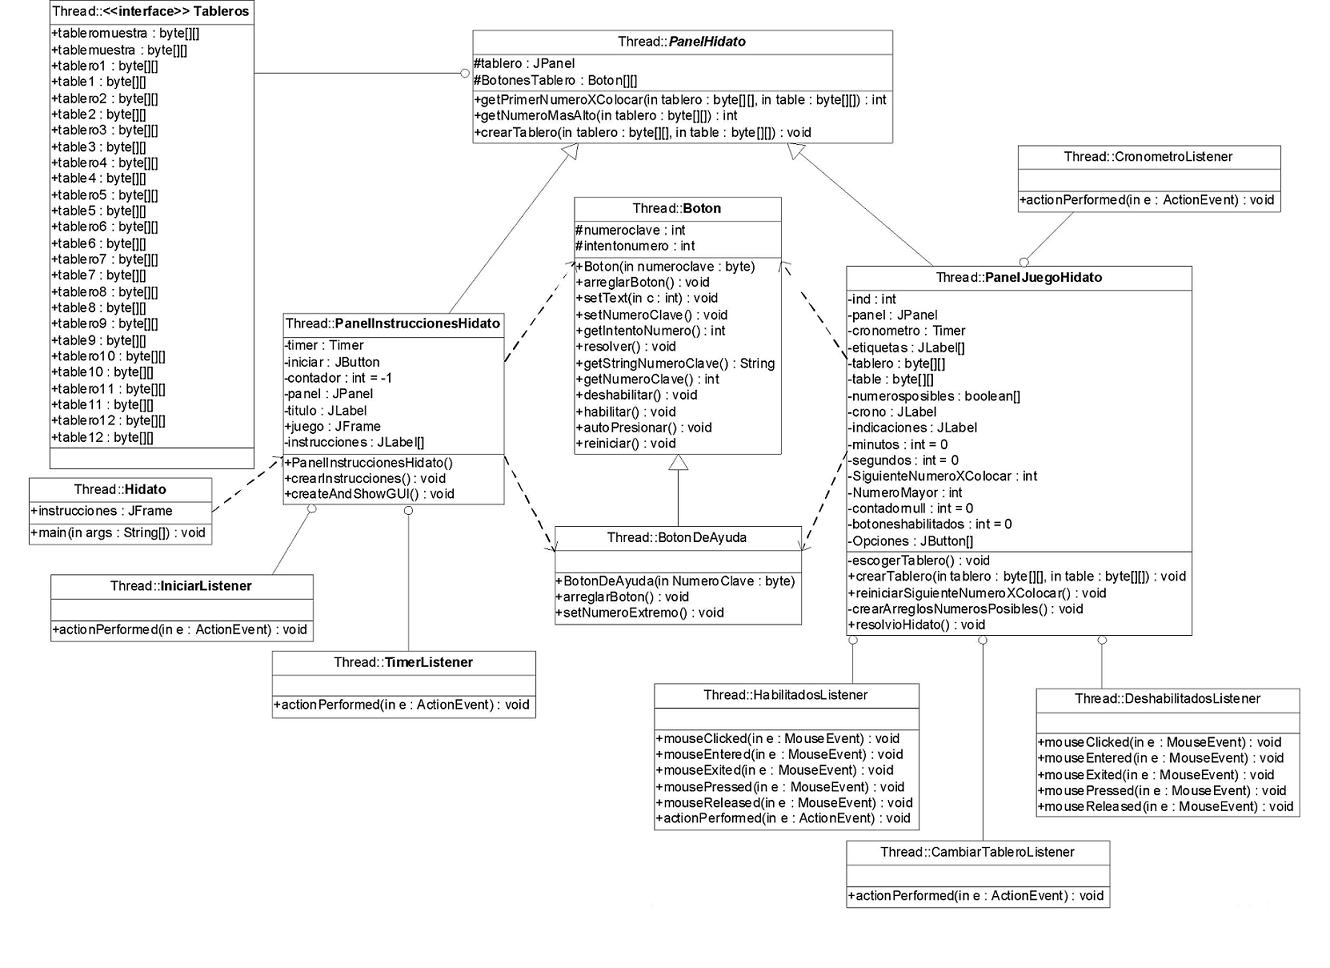 Thread::<<interface>> Tableros
+tableromuestra : byte[][]
+tablemuestra : byte[][]
+tablero1 : byte[][]
+table1 : byte[][]
+tablero2 : byte[][]
+table2 : byte[][]
+tablero3 : byte[][]
+table3 : byte[][]
+tablero4 : byte[][]
+table4 : byte[][]
+tablero5 : byte[][]
+table5 : byte[][]
+tablero6 : byte[][]
+table6 : byte[][]
+tablero7 : byte[][]
+table7 : byte[][]
+tablero8 : byte[][]
+table8 : byte[][]
+tablero9 : byte[][]
+table9 : byte[][]
+tablero10 : byte[][]
+table10 : byte[][]
+tablero11 : byte[][]
+table11 : byte[][]
+tablero12 : byte[][]
+table12 : byte[][]
Thread::PanelHidato
#tablero : JPanel
#BotonesTablero : Boton[][]
+getPrimerNumeroXColocar(in tablero : byte[][], in table : byte[][]) : int
+getNumeroMasAlto(in tablero : byte[][]) : int
+crearTablero(in tablero : byte[][], in table : byte[][]) : void
Thread::CronometroListener
+actionPerformed(in e : ActionEvent) : void
Thread::Boton
#numeroclave : int
#intentonumero : int
+Boton(in numeroclave : byte)
+arreglarBoton() : void
+setText(in c : int) : void
+setNumeroClave() : void
+getIntentoNumero() : int
+resolver() : void
+getStringNumeroClave() : String
+getNumeroClave() : int
+deshabilitar() : void
+habilitar() : void
+autoPresionar() : void
+reiniciar() : void
Thread::PanelJuegoHidato
-ind : int
-panel : JPanel
-cronometro : Timer
-etiquetas : JLabel[]
-tablero : byte[][]
-table : byte[][]
-numerosposibles : boolean[]
-crono : JLabel
-indicaciones : JLabel
-minutos : int = 0
-segundos : int = 0
-SiguienteNumeroXColocar : int
-NumeroMayor : int
-contadornull : int = 0
-botoneshabilitados : int = 0
-Opciones : JButton[]
-escogerTablero() : void
+crearTablero(in tablero : byte[][], in table : byte[][]) : void
+reiniciarSiguienteNumeroXColocar() : void
-crearArreglosNumerosPosibles() : void
+resolvioHidato() : void
Thread::PanelInstruccionesHidato
-timer : Timer
-iniciar : JButton
-contador : int = -1
-panel : JPanel
-titulo : JLabel
+juego : JFrame
-instrucciones : JLabel[]
+PanelInstruccionesHidato()
+crearInstrucciones() : void
+createAndShowGUI() : void
Thread::Hidato
+instrucciones : JFrame
+main(in args : String[]) : void
Thread::BotonDeAyuda
+BotonDeAyuda(in NumeroClave : byte)
+arreglarBoton() : void
+setNumeroExtremo() : void
Thread::IniciarListener
+actionPerformed(in e : ActionEvent) : void
Thread::TimerListener
+actionPerformed(in e : ActionEvent) : void
Thread::HabilitadosListener
+mouseClicked(in e : MouseEvent) : void
+mouseEntered(in e : MouseEvent) : void
+mouseExited(in e : MouseEvent) : void
+mousePressed(in e : MouseEvent) : void
+mouseReleased(in e : MouseEvent) : void
+actionPerformed(in e : ActionEvent) : void
Thread::DeshabilitadosListener
+mouseClicked(in e : MouseEvent) : void
+mouseEntered(in e : MouseEvent) : void
+mouseExited(in e : MouseEvent) : void
+mousePressed(in e : MouseEvent) : void
+mouseReleased(in e : MouseEvent) : void
Thread::CambiarTableroListener
+actionPerformed(in e : ActionEvent) : void